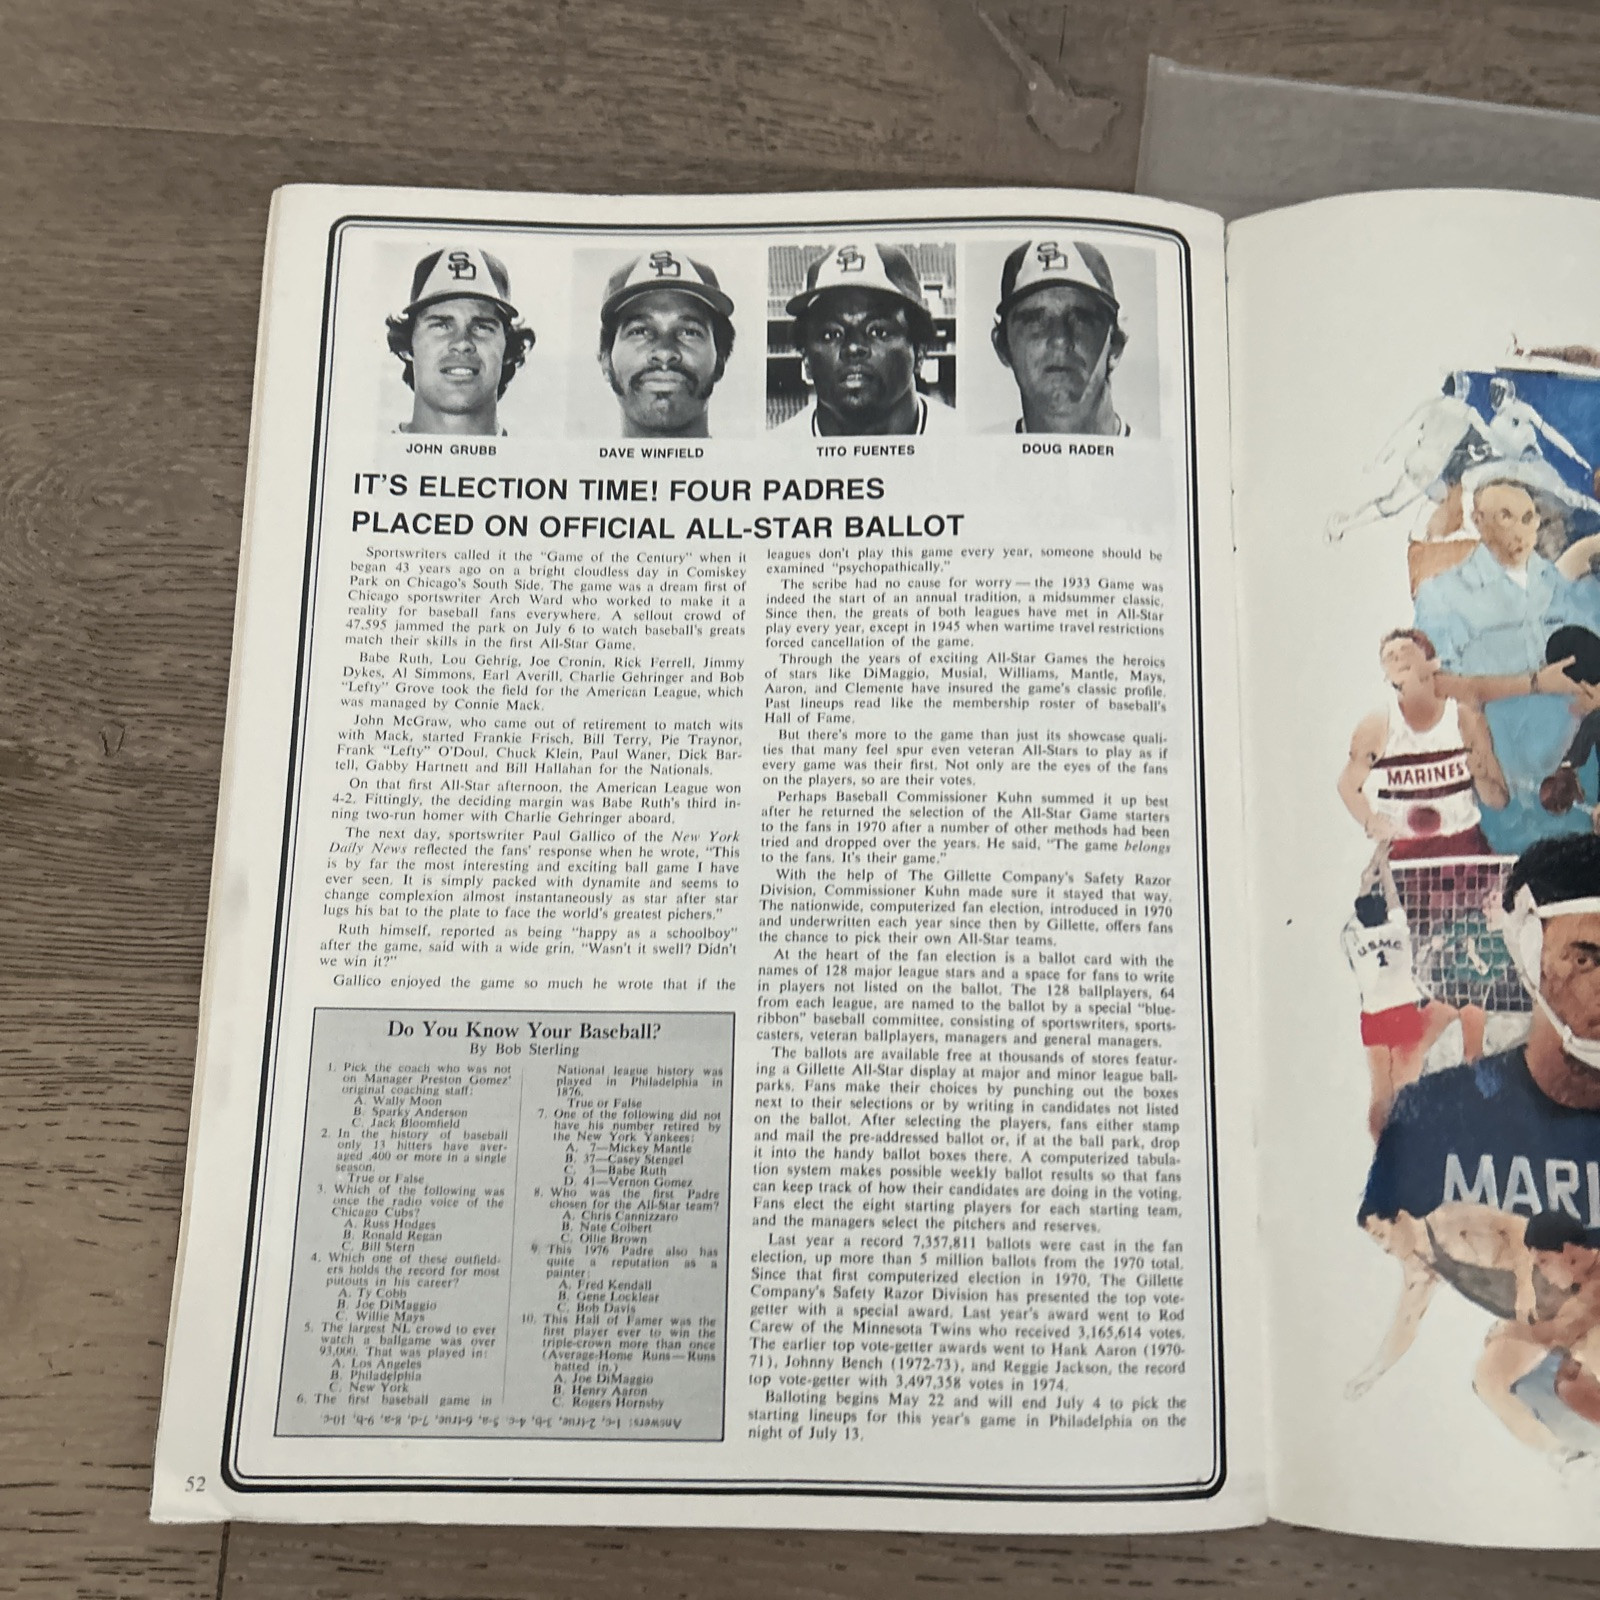 JOHN GRUBB
DAVE WINFIELD
TITO FUENTES
DOUG RADER
IT'S ELECTION TIME! FOUR PADRES
PLACED ON OFFICIAL ALL-STAR BALLOT
Sportswriters called it the "Game of the Century" when it
began 43 years ago on a bright cloudless day in Comiskey
Park on Chicago's South Side. The game was a dream first of
Chicago sportswriter Arch Ward who worked to make it a
reality for baseball fans everywhere. A sellout crowd of
47,595 jammed the park on July 6 to watch baseball's greats
match their skills in the first All-Star Game.
Babe Ruth, Lou Gehrig, Joe Cronin, Rick Ferrell, Jimmy
Dykes, Al Simmons, Earl Averill, Charlie Gehringer and Bob
"Lefty" Grove took the field for the American League, which
was managed by Connie Mack.
John McGraw, who came out of retirement to match wits
with Mack, started Frankie Frisch, Bill Terry, Pie Traynor,
Frank "Lefty" O'Doul, Chuck Klein, Paul Waner, Dick Bar-
tell, Gabby Hartnett and Bill Hallahan for the Nationals.
On that first All-Star afternoon, the American League won
4-2. Fittingly, the deciding margin was Babe Ruth's third in-
ning two-run homer with Charlie Gehringer aboard.
The next day, sportswriter Paul Gallico of the New York
Daily News reflected the fans' response when he wrote, "This
is by far the most interesting and exciting ball game I have
ever seen. It is simply packed with dynamite and seems to
change complexion almost instantaneously as star after star
lugs his bat to the plate to face the world's greatest pichers."
Ruth himself, reported as being "happy as a schoolboy"
after the game, said with a wide grin, "Wasn't it swell? Didn't
we win it?"
Gallico enjoyed the game so much he wrote that if the
leagues don't play this game every year, someone should be
examined "psychopathically."
The scribe had no cause for worry — the 1933 Game was
indeed the start of an annual tradition, a midsummer classic.
Since then, the greats of both leagues have met in All-Star
play every year, except in 1945 when wartime travel restrictions
forced cancellation of the game.
Through the years of exciting All-Star Games the heroics
of stars like DiMaggio, Musial, Williams, Mantle, Mays,
Aaron, and Clemente have insured the game's classic profile.
Past lineups read like the membership roster of baseball's
Hall of Fame.
But there's more to the game than just its showcase quali-
ties that many feel spur even veteran All-Stars to play as if
every game was their first. Not only are the eyes of the fans
on the players, so are their votes.
Perhaps Baseball Commissioner Kuhn summed it up best
after he returned the selection of the All-Star Game starters
to the fans in 1970 after a number of other methods had been
tried and dropped over the years. He said, "The game belongs
to the fans. It's their game."
With the help of The Gillette Company's Safety Razor
Division, Commissioner Kuhn made sure it stayed that way.
The nationwide, computerized fan election, introduced in 1970
and underwritten each year since then by Gillette, offers fans
the chance to pick their own All-Star teams.
At the heart of the fan election is a ballot card with the
names of 128 major league stars and a space for fans to write
in players not listed on the ballot. The 128 ballplayers, 64
from each league, are named to the ballot by a special "blue-
ribbon" baseball committee, consisting of sportswriters, sports-
casters, veteran ballplayers, managers and general managers.
The ballots are available free at thousands of stores featur-
ing a Gillette All-Star display at major and minor league ball-
parks. Fans make their choices by punching out the boxes
next to their selections or by writing in candidates not listed
on the ballot. After selecting the players, fans either stamp
and mail the pre-addressed ballot or, if at the ball park, drop
it into the handy ballot boxes there. A computerized tabula-
tion system makes possible weekly ballot results so that fans
can keep track of how their candidates are doing in the voting.
Fans elect the eight starting players for each starting team,
and the managers select the pitchers and reserves.
Last year a record 7,357,811 ballots were cast in the fan
election, up more than 5 million ballots from the 1970 total.
Since that first computerized election in 1970, The Gillette
Company's Safety Razor Division has presented the top vote-
getter with a special award. Last year's award went to Rod
Carew of the Minnesota Twins who received 3,165,614 votes.
The earlier top vote-getter awards went to Hank Aaron (1970-
71), Johnny Bench (1972-73), and Reggie Jackson, the record
top vote-getter with 3,497,358 votes in 1974.
Balloting begins May 22 and will end July 4 to pick the
starting lineups for this year's game in Philadelphia on the
night of July 13.
Do You Know Your Baseball?
By Bob Sterling
1. Pick the coach who was not
on Manager Preston Gomez'
original coaching staff:
A. Wally Moon
B. Sparky Anderson
C. Jack Bloomfield
2. In the history of baseball
only 13 hitters have aver-
aged .400 or more in a single
season.
True or False
3. Which of the following was
once the radio voice of the
Chicago Cubs?
A. Russ Hodges
B. Ronald Regan
C. Bill Stern
4. Which one of these outfield-
ers holds the record for most
putouts in his career?
A. Ty Cobb
B. Joe DiMaggio
C. Willie Mays
5. The largest NL crowd to ever
watch a ballgame was over
93,000. That was played in:
A. Los Angeles
B. Philadelphia
C. New York
6. The first baseball game in
National league history was
played in Philadelphia in
1876.
True or False
7. One of the following did not
have his number retired by
the New York Yankees:
A. 7—Mickey Mantle
B. 37—Casey Stengel
C. 3—Babe Ruth
D. 41—Vernon Gomez
8. Who was the first Padre
chosen for the All-Star team?
A. Chris Cannizzaro
B. Nate Colbert
C. Ollie Brown
9. This 1976 Padre also has
quite a reputation as a
painter:
A. Fred Kendall
B. Gene Locklear
C. Bob Davis
10. This Hall of Famer was the
first player ever to win the
triple-crown more than once
(Average-Home Runs—Runs
batted in.)
A. Joe DiMaggio
B. Henry Aaron
C. Rogers Hornsby
Answers: 1-c, 2-true, 3-b, 4-c, 5-a, 6-true, 7-d, 8-a, 9-b, 10-c
52
MARINES
USMC
1
MARI